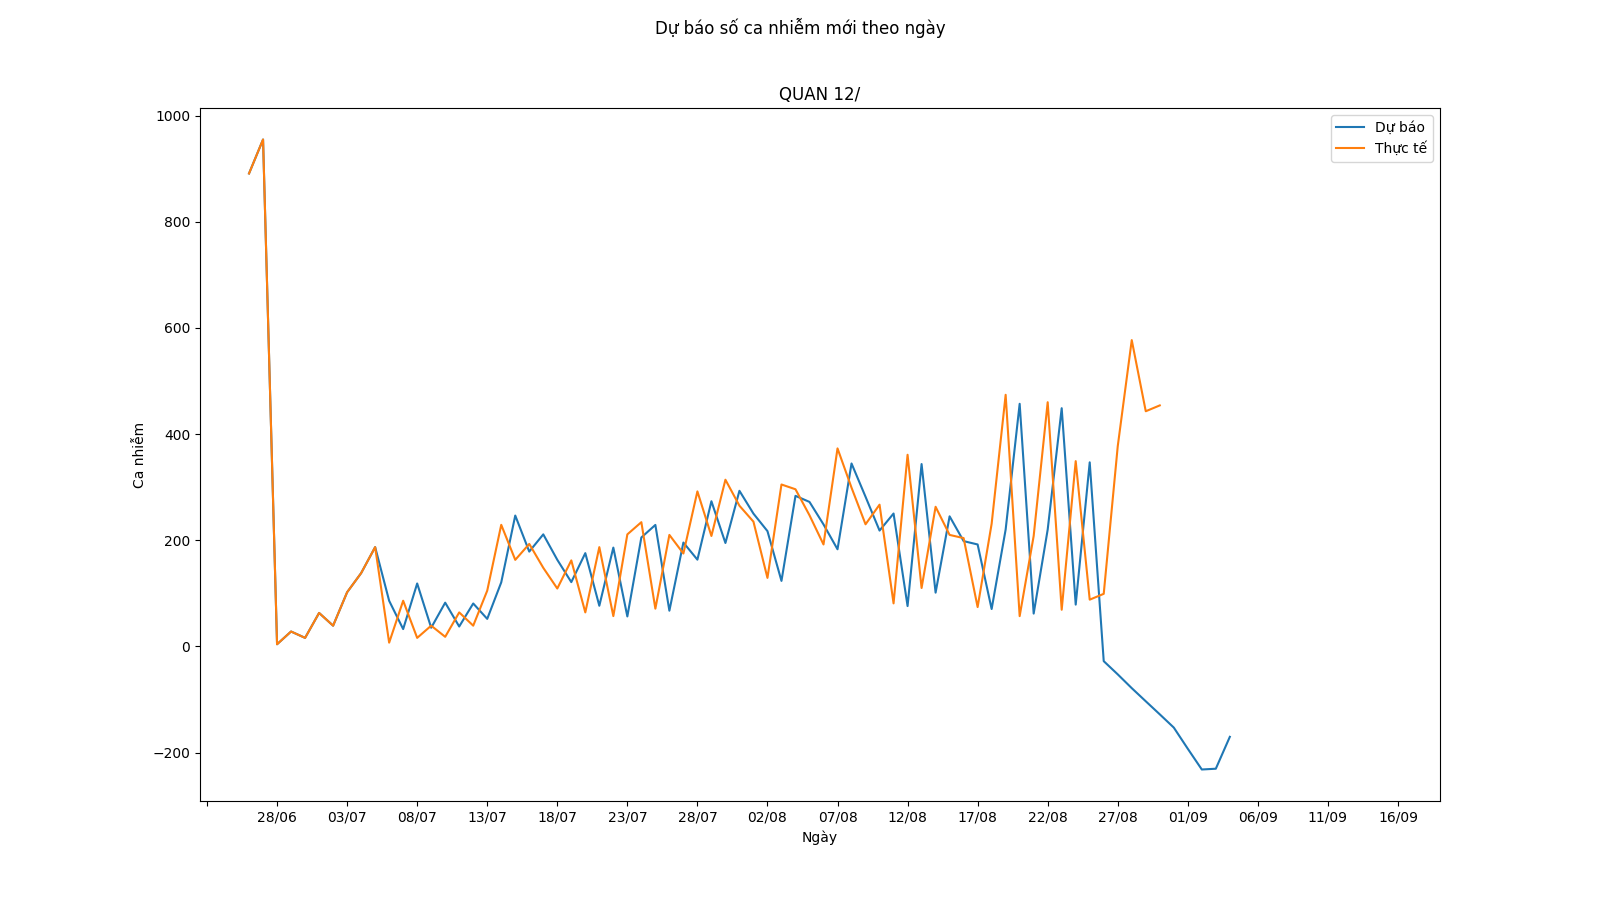 Dự báo số ca nhiễm mới theo ngày
QUAN 12/
Dự báo
Thực tế
1000
800
600
400
200
0
−200
Ca nhiễm
28/06 03/07 08/07 13/07 18/07 23/07 28/07 02/08 07/08 12/08 17/08 22/08 27/08 01/09 06/09 11/09 16/09
Ngày